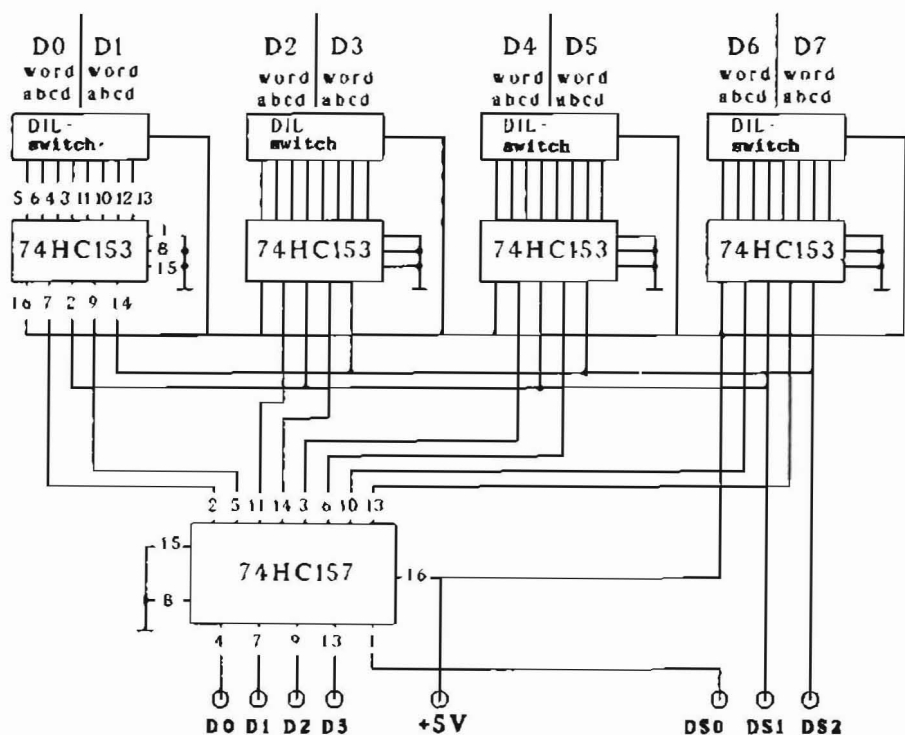 D0 D1 D2 D3 D4 D5 D6 D7
word word word word word word word word
abcd abcd abcd abcd abcd abcd abcd abcd
DIL- DIL DIL- DIL-
switch switch switch switch
5 6 4 3 11 10 12 13
74HC153 74HC153 74HC153 74HC153
1
8
15
16 7 2 9 14
2 5 11 14 3 6 10 13
15
74HC157
16
8
4 7 9 13 1
D0 D1 D2 D3 +5V DS0 DS1 DS2